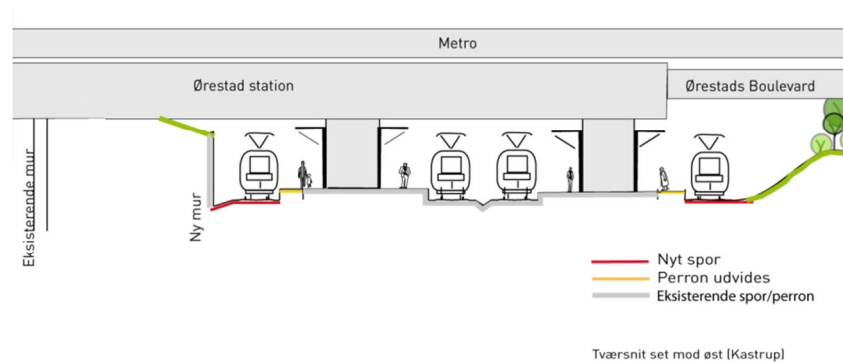 Metro
Ørestad station
Ørestads Boulevard
Eksisterende mur
Ny mur
Nyt spor
Perron udvides
Eksisterende spor/perron
Tværsnit set mod øst (Kastrup)